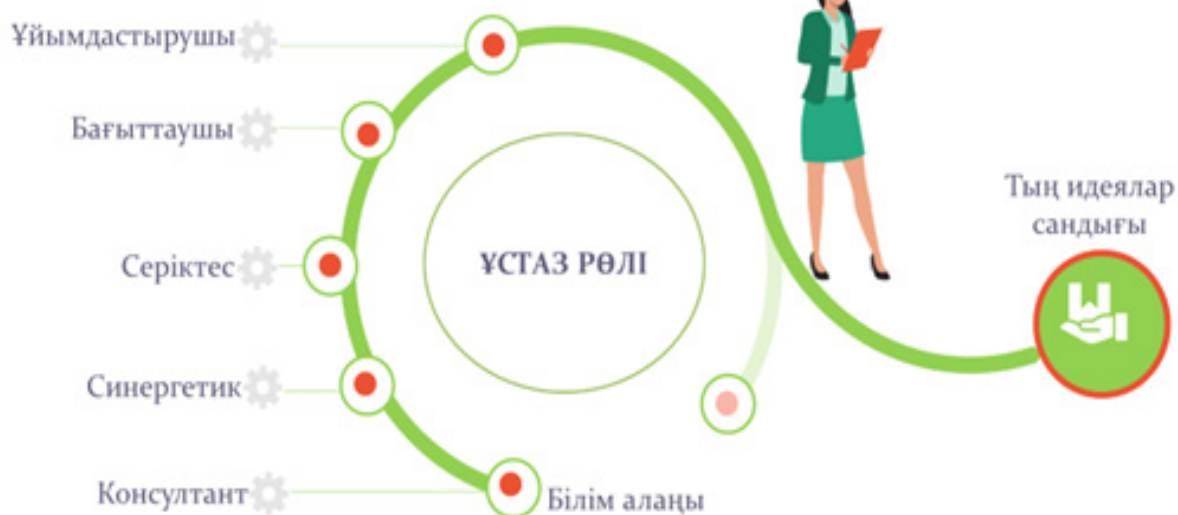 Ұйымдастырушы
Бағыттаушы
Серіктес
Синергетик
Консултант
ҰСТАЗ РӨЛІ
Білім алаңы
Тың идеялар
сандығы